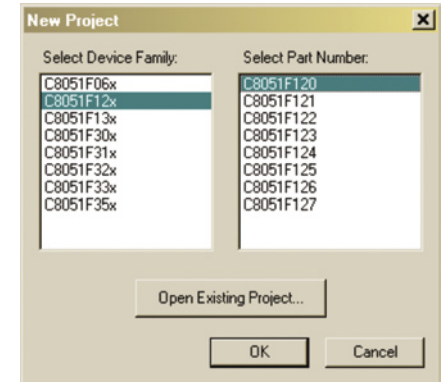 New Project
Select Device Family:
C8051F06x
C8051F12x
C8051F13x
C8051F30x
C8051F31x
C8051F32x
C8051F33x
C8051F35x
Select Part Number:
C8051F120
C8051F121
C8051F122
C8051F123
C8051F124
C8051F125
C8051F126
C8051F127
Open Existing Project...
OK Cancel